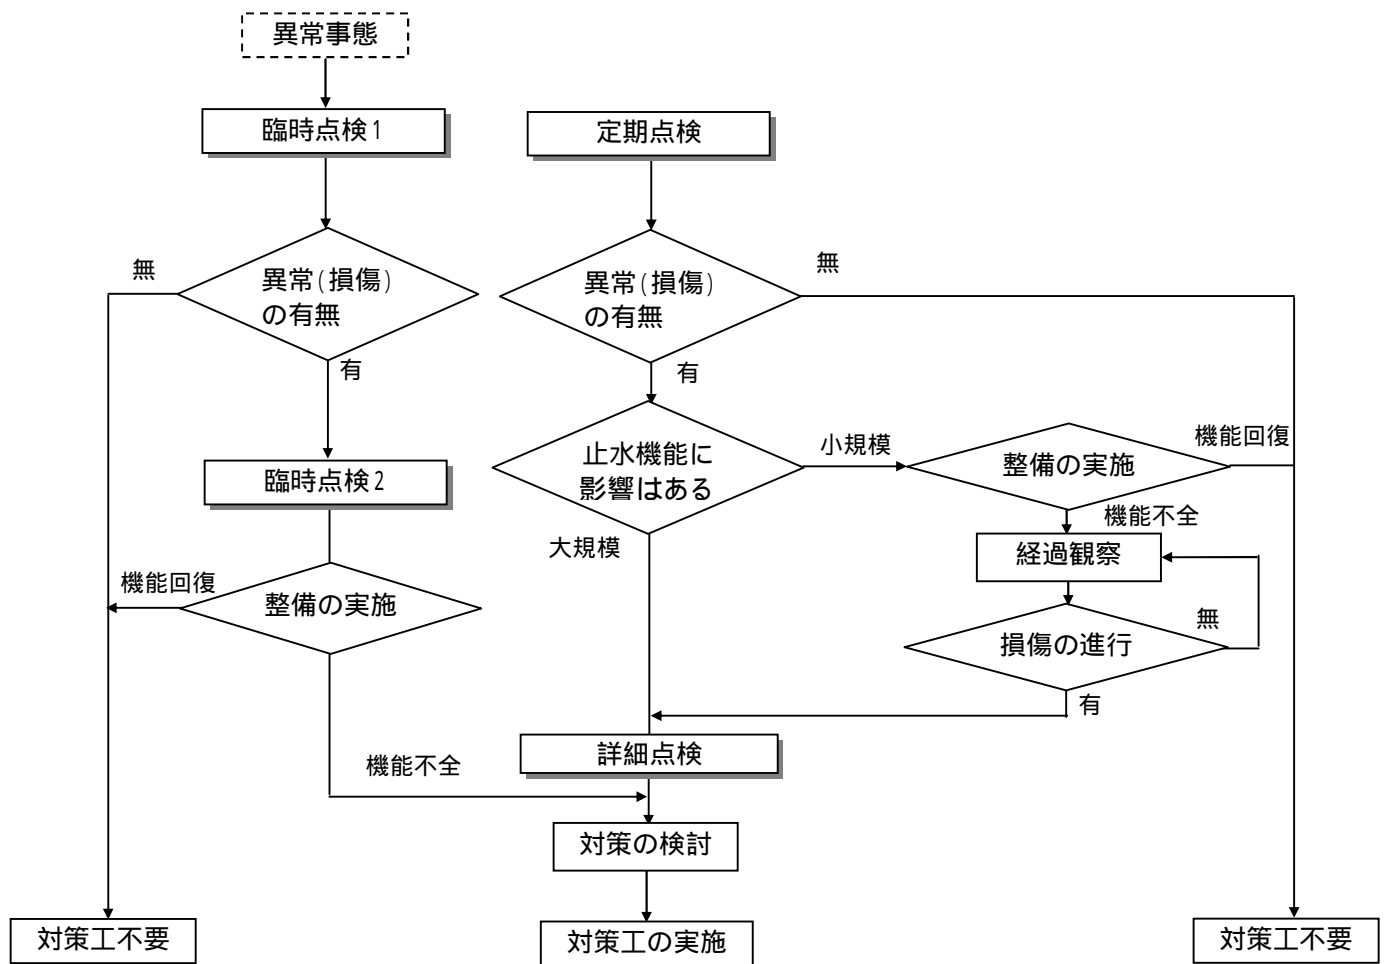 異常事態
臨時点検1
定期点検
無
異常(損傷)
の有無
有
異常(損傷)
の有無
無
有
臨時点検2
止水機能に
影響はある
小規模
整備の実施
機能回復
機能不全
大規模
経過観察
機能回復
整備の実施
損傷の進行
無
有
機能不全
詳細点検
対策の検討
対策工不要
対策工の実施
対策工不要